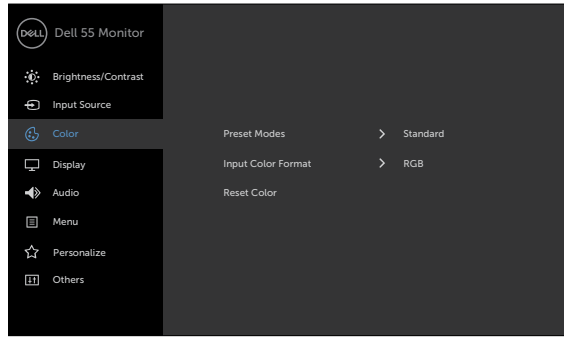 DELL Dell 55 Monitor
Brightness/Contrast
Input Source
Color
Preset Modes Standard
Display
Input Color Format RGB
Audio
Reset Color
Menu
Personalize
Others